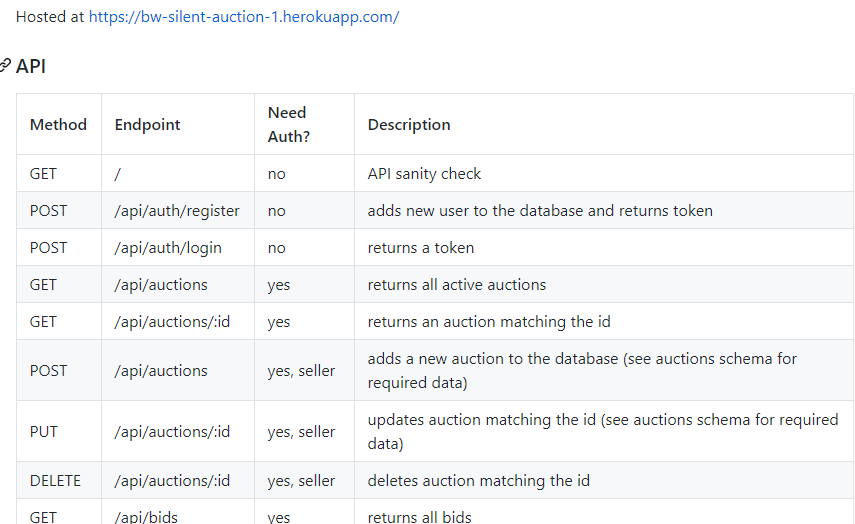 Hosted at https://bw-silent-auction-1.herokuapp.com/
API
Method Endpoint Need Auth? Description
GET / no API sanity check
POST /api/auth/register no adds new user to the database and returns token
POST /api/auth/login no returns a token
GET /api/auctions yes returns all active auctions
GET /api/auctions/:id yes returns an auction matching the id
POST /api/auctions yes, seller adds a new auction to the database (see auctions schema for
required data)
PUT /api/auctions/:id yes, seller updates auction matching the id (see auctions schema for required
data)
DELETE /api/auctions/:id yes, seller deletes auction matching the id
GET /api/bids yes returns all bids